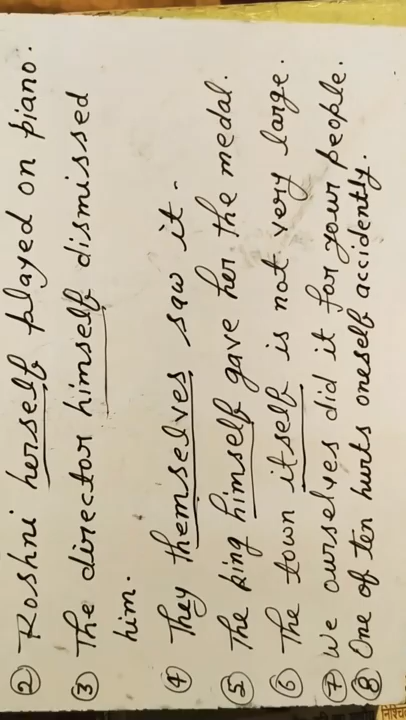 ② Roshni herself played on piano.
③ The director himself dismissed
him.
④ They themselves saw it.
⑤ The king himself gave her the medal.
⑥ The town itself is not very large.
⑦ We ourselves did it for your people.
⑧ One of ten hurts oneself accidently.